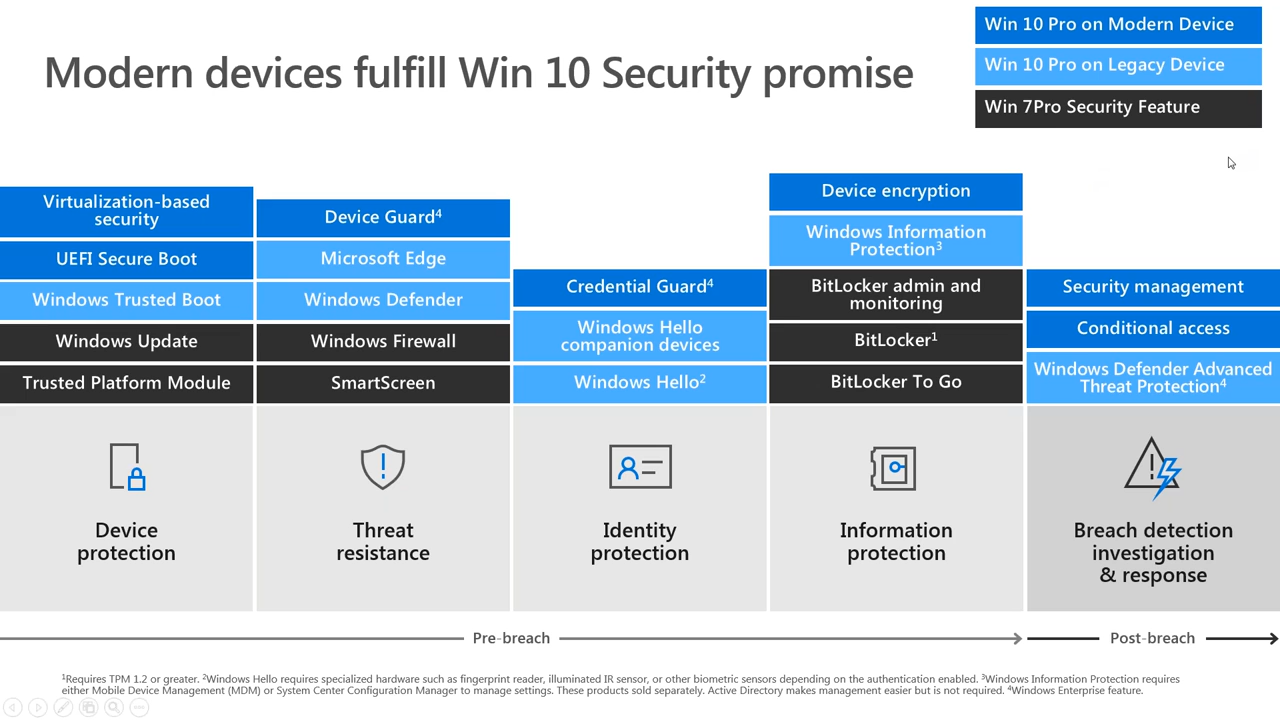 Modern devices fulfill Win 10 Security promise
Win 10 Pro on Modern Device
Win 10 Pro on Legacy Device
Win 7Pro Security Feature
Virtualization-based
security
UEFI Secure Boot
Windows Trusted Boot
Windows Update
Trusted Platform Module
Device
protection
Device Guard⁴
Microsoft Edge
Windows Defender
Windows Firewall
SmartScreen
Threat
resistance
Credential Guard⁴
Windows Hello
companion devices
Windows Hello²
Identity
protection
Device encryption
Windows Information
Protection³
BitLocker admin and
monitoring
BitLocker¹
BitLocker To Go
Information
protection
Security management
Conditional access
Windows Defender Advanced
Threat Protection⁴
Breach detection
investigation
& response
Pre-breach
Post-breach
¹Requires TPM 1.2 or greater. ²Windows Hello requires specialized hardware such as fingerprint reader, illuminated IR sensor, or other biometric sensors depending on the authentication enabled. ³Windows Information Protection requires
either Mobile Device Management (MDM) or System Center Configuration Manager to manage settings. These products sold separately. Active Directory makes management easier but is not required. ⁴Windows Enterprise feature.